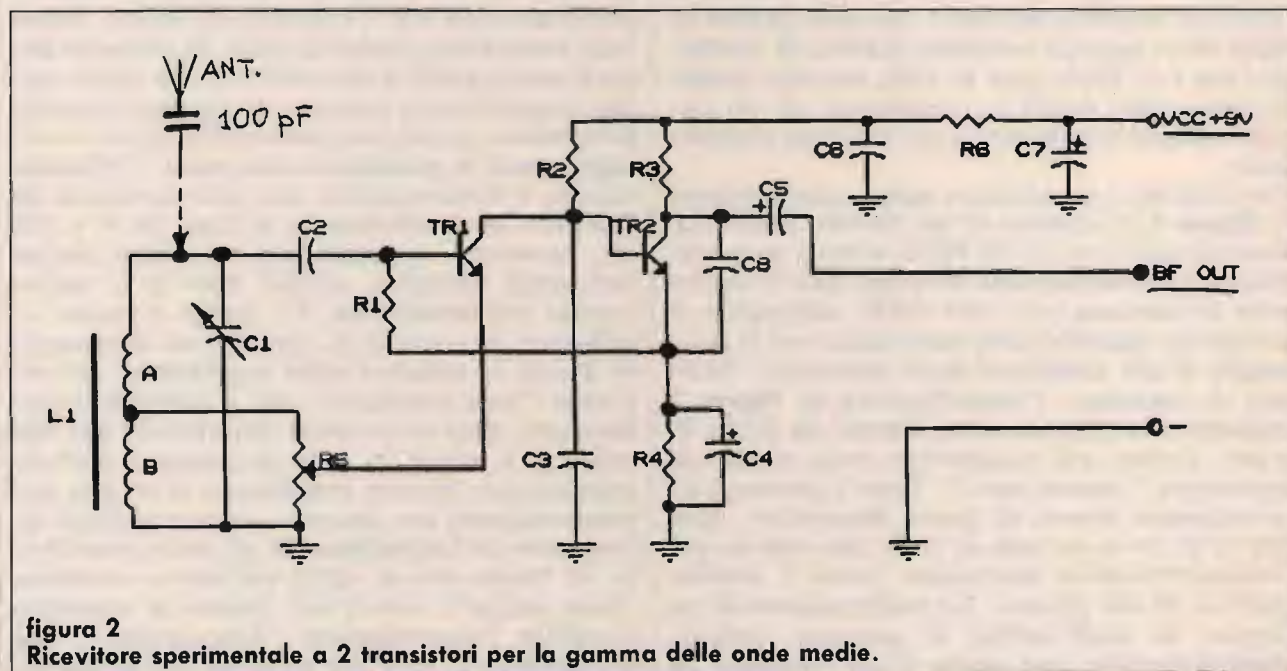 ANT.
100 pF
VCC+9V
C6
R6
C7
+
R2
R3
C5
+
C2
TR1
TR2
C8
BF OUT
R1
C1
A
L1
B
R5
C3
R4
C4
+
-
figura 2
Ricevitore sperimentale a 2 transistori per la gamma delle onde medie.